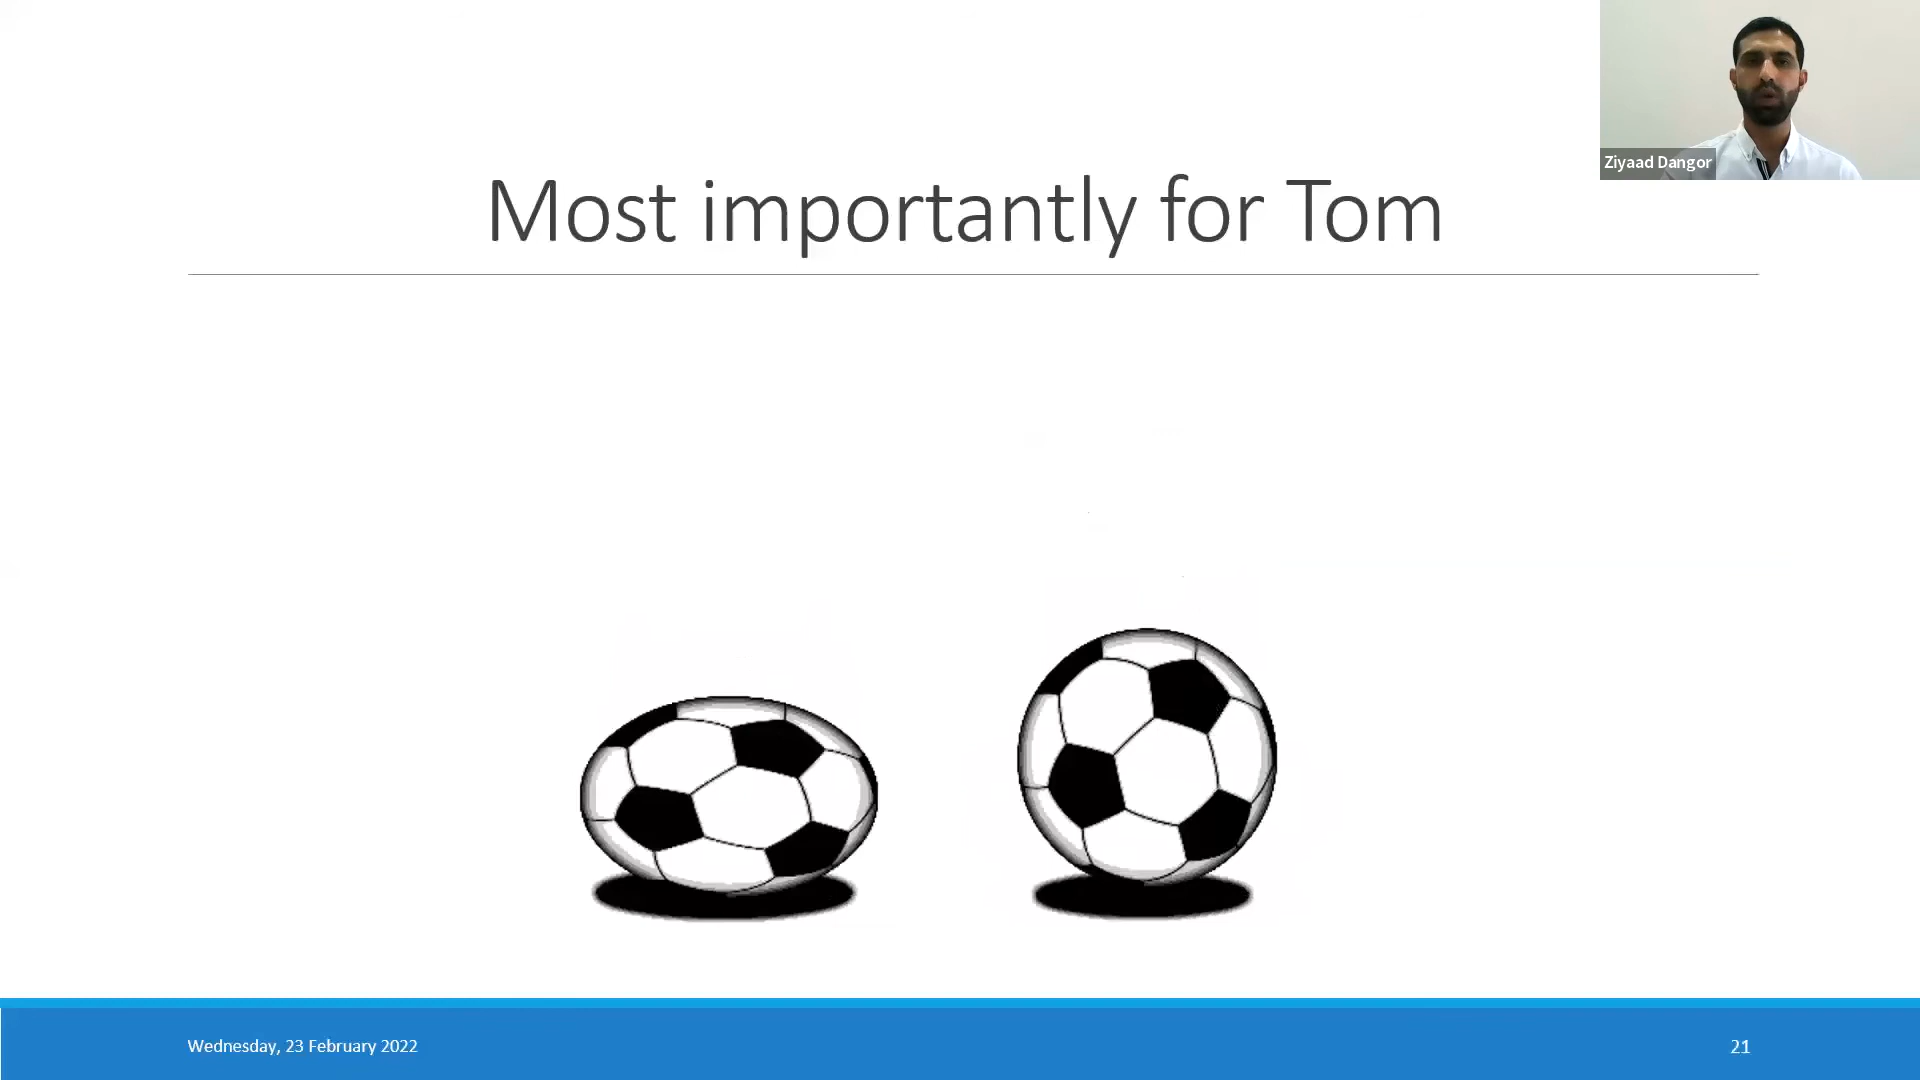 Ziyaad Dangor
Most importantly for Tom
Wednesday, 23 February 2022
21